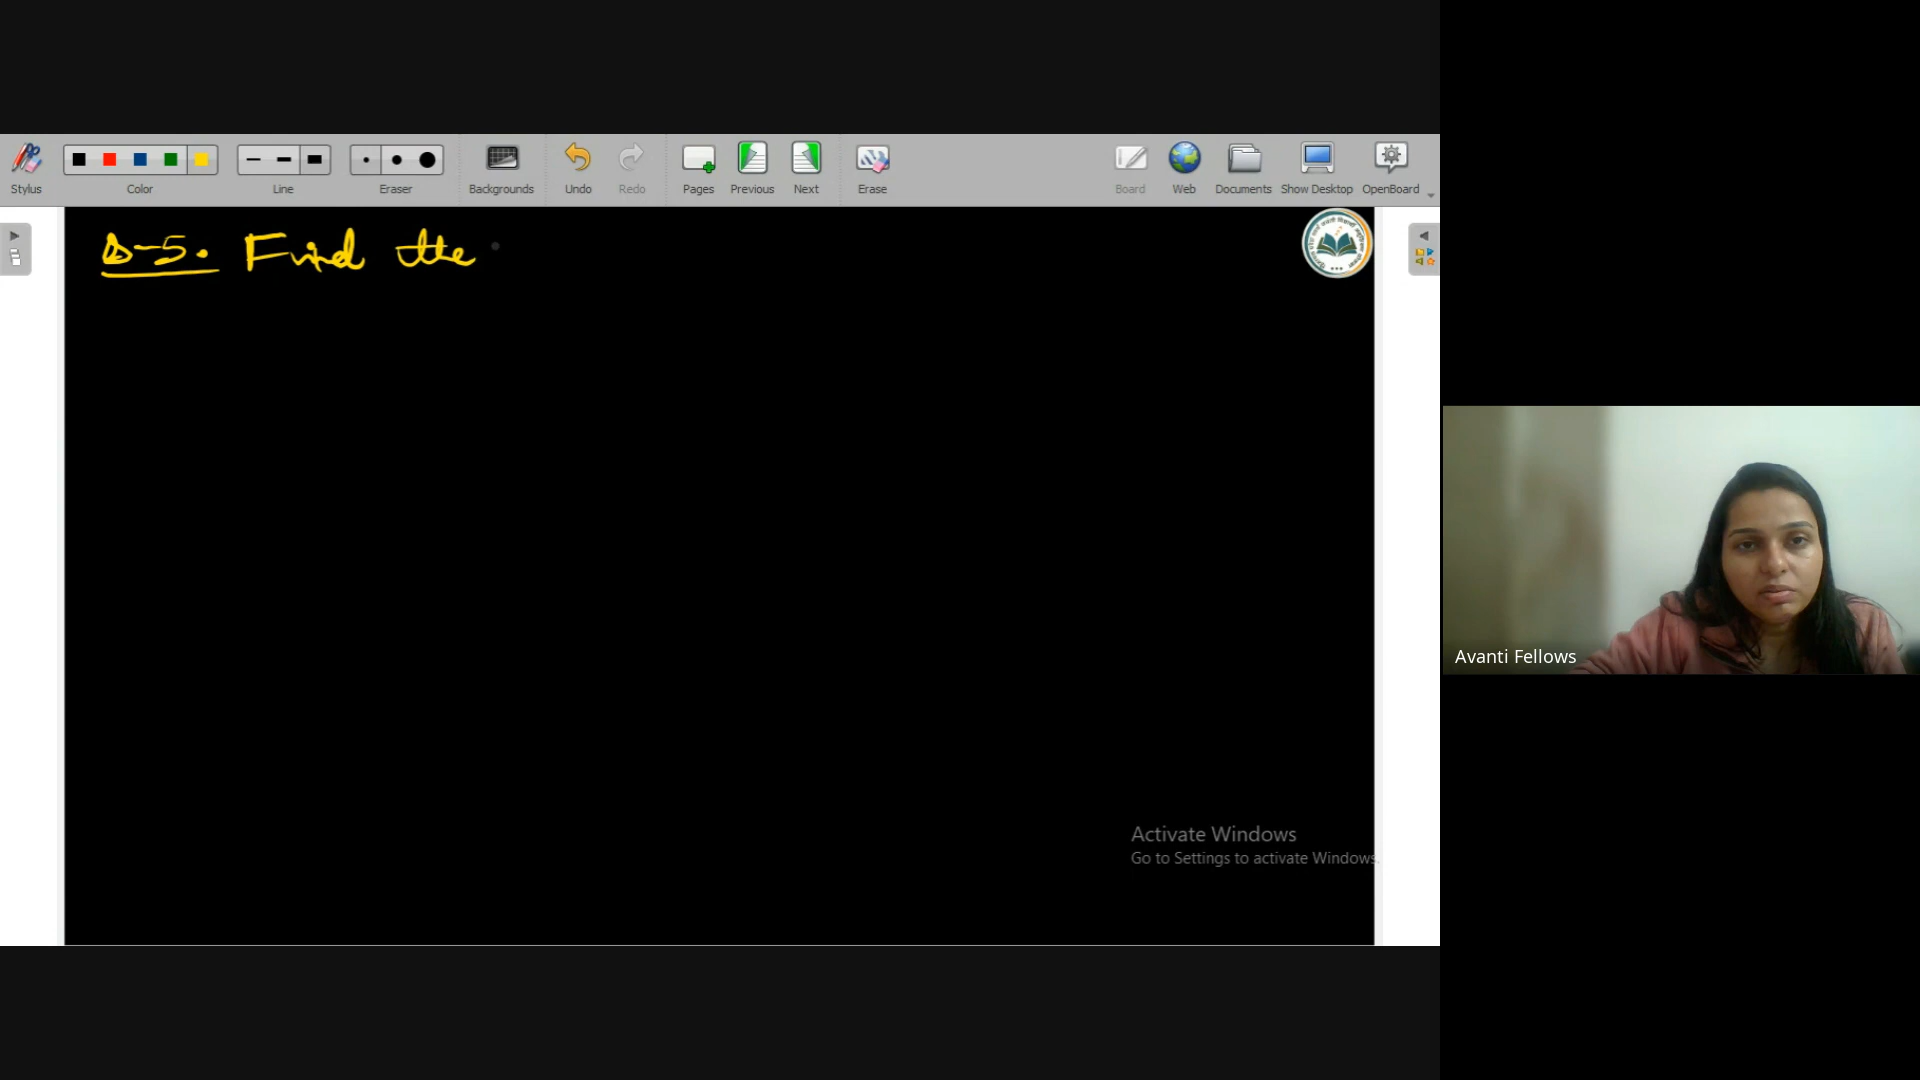 Stylus Color Line Eraser Backgrounds Undo Redo Pages Previous Next Erase Board Web Documents Show Desktop OpenBoard
Q-5. Find the
Avanti Fellows
Activate Windows
Go to Settings to activate Windows.